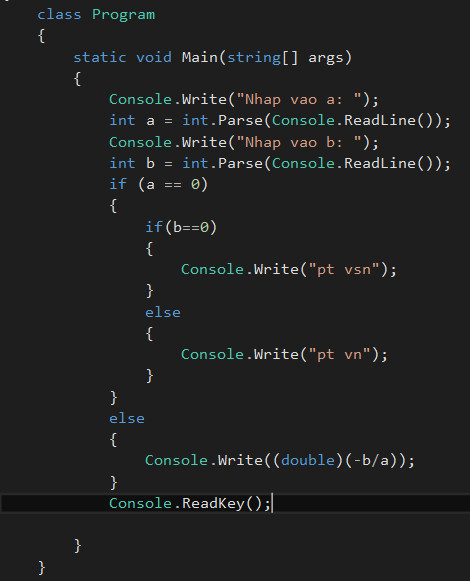 class Program
{
    static void Main(string[] args)
    {
        Console.Write("Nhap vao a: ");
        int a = int.Parse(Console.ReadLine());
        Console.Write("Nhap vao b: ");
        int b = int.Parse(Console.ReadLine());
        if (a == 0)
        {
            if(b==0)
            {
                Console.Write("pt vsn");
            }
            else
            {
                Console.Write("pt vn");
            }
        }
        else
        {
            Console.Write((double)(-b/a));
        }
        Console.ReadKey();
    }
}